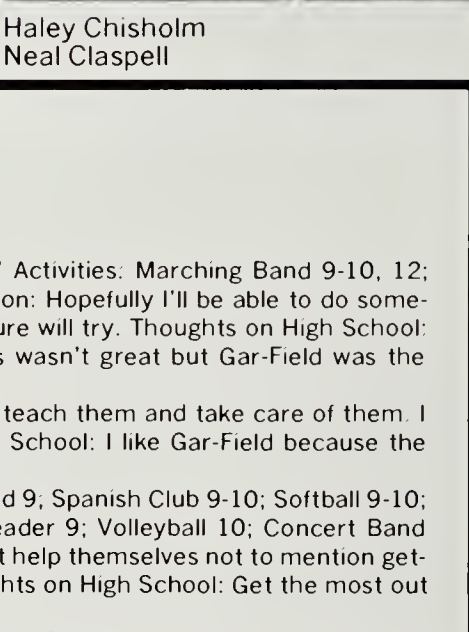 Haley Chisholm
Neal Claspell
Activities: Marching Band 9-10, 12;
on: Hopefully I'll be able to do some-
ure will try. Thoughts on High School:
s wasn't great but Gar-Field was the
teach them and take care of them. I
School: I like Gar-Field because the
d 9; Spanish Club 9-10; Softball 9-10;
eader 9; Volleyball 10; Concert Band
t help themselves not to mention get-
hts on High School: Get the most out